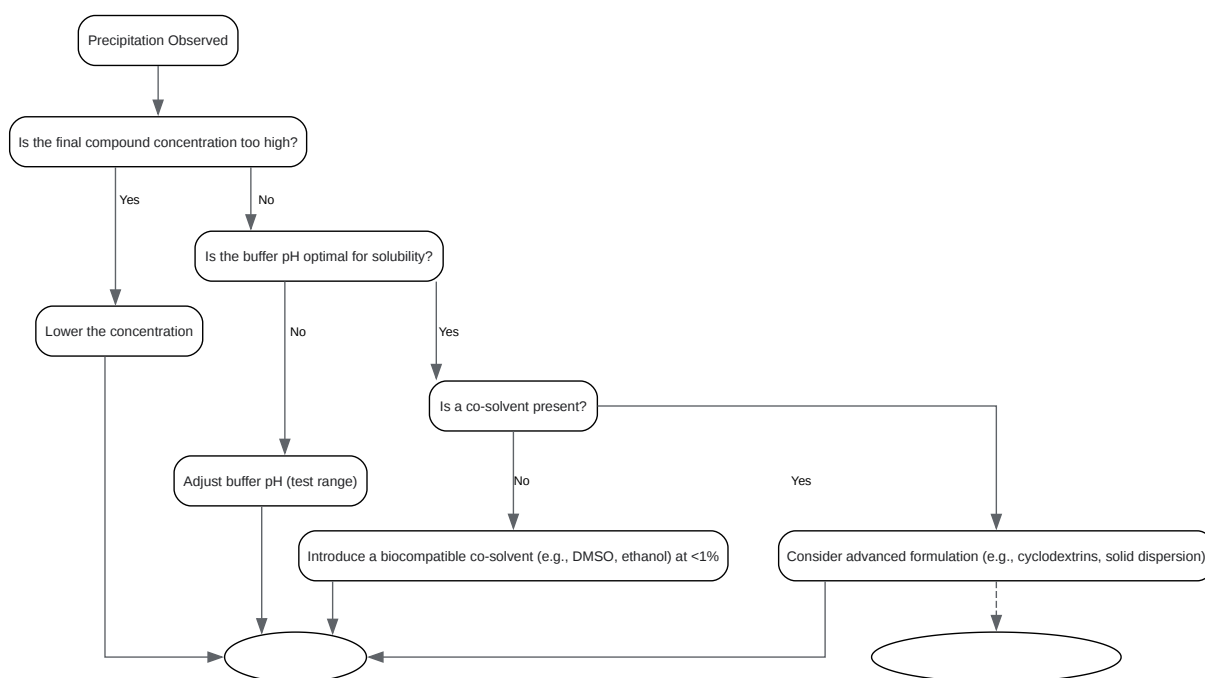 Precipitation Observed
Is the final compound concentration too high?
Yes
No
Is the buffer pH optimal for solubility?
Lower the concentration
No
Yes
Is a co-solvent present?
Adjust buffer pH (test range)
No
Yes
Introduce a biocompatible co-solvent (e.g., DMSO, ethanol) at <1%
Consider advanced formulation (e.g., cyclodextrins, solid dispersion)